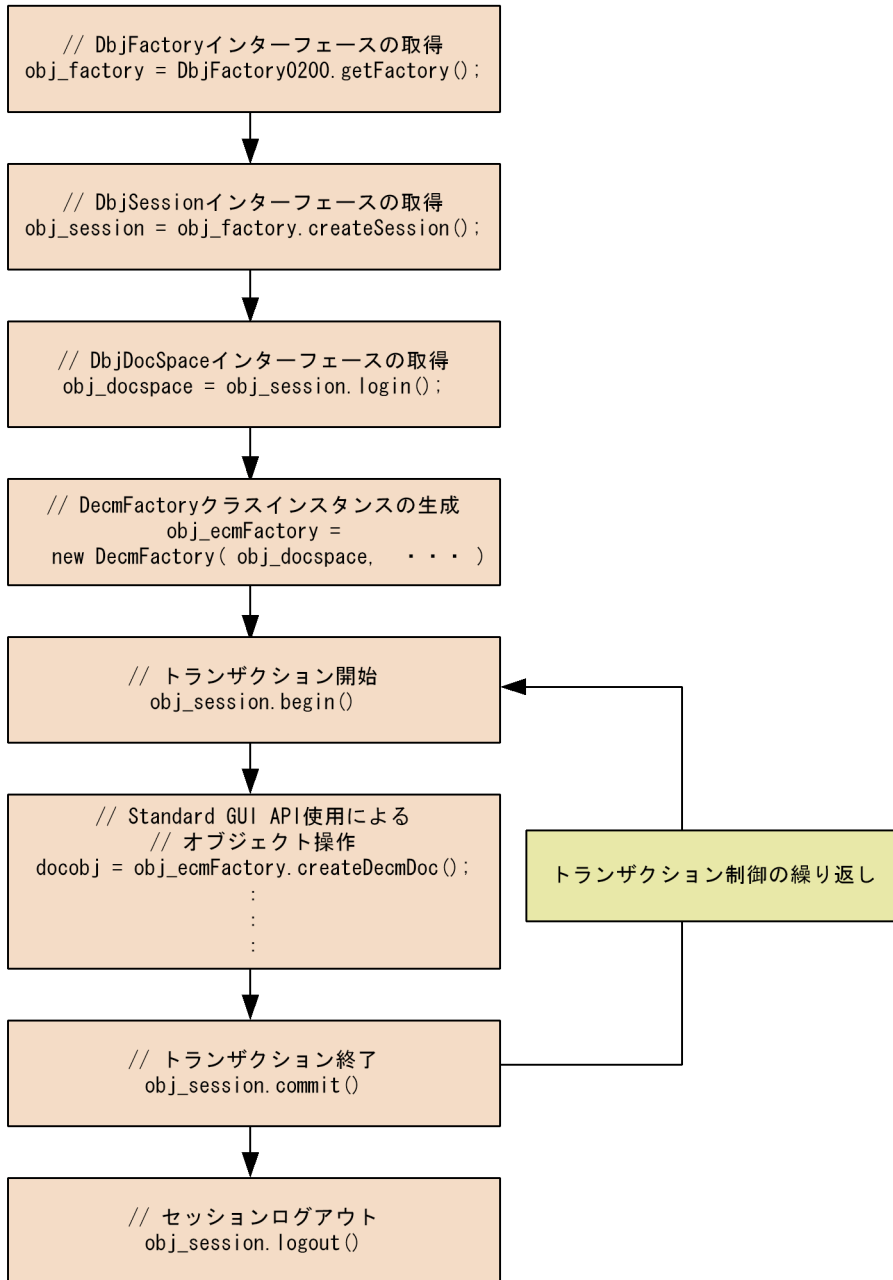 // DbjFactoryインターフェースの取得
obj_factory = DbjFactory0200.getFactory();
// DbjSessionインターフェースの取得
obj_session = obj_factory.createSession();
// DbjDocSpaceインターフェースの取得
obj_docspace = obj_session.login();
// DecmFactoryクラスインスタンスの生成
obj_ecmFactory =
new DecmFactory( obj_docspace, ・・・ )
// トランザクション開始
obj_session.begin()
// Standard GUI API使用による
// オブジェクト操作
docobj = obj_ecmFactory.createDecmDoc();
:
:
:
トランザクション制御の繰り返し
// トランザクション終了
obj_session.commit()
// セッションログアウト
obj_session.logout()